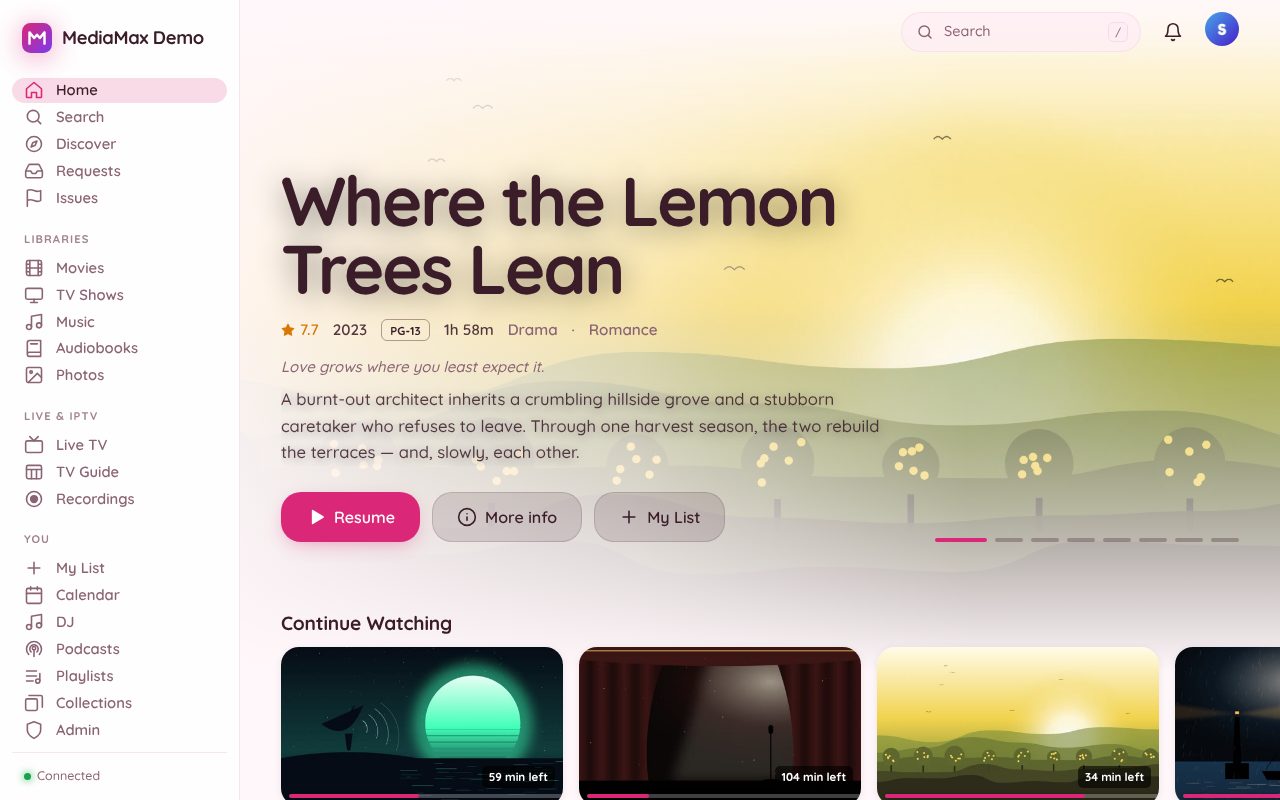 MediaMax Demo
Search
/
S
Home
Search
Discover
Requests
Issues
LIBRARIES
Movies
TV Shows
Music
Audiobooks
Photos
LIVE & IPTV
Live TV
TV Guide
Recordings
YOU
My List
Calendar
DJ
Podcasts
Playlists
Collections
Admin
Connected
Where the Lemon
Trees Lean
7.7 2023 PG-13 1h 58m Drama · Romance
Love grows where you least expect it.
A burnt-out architect inherits a crumbling hillside grove and a stubborn
caretaker who refuses to leave. Through one harvest season, the two rebuild
the terraces — and, slowly, each other.
Resume
More info
My List
Continue Watching
59 min left
104 min left
34 min left